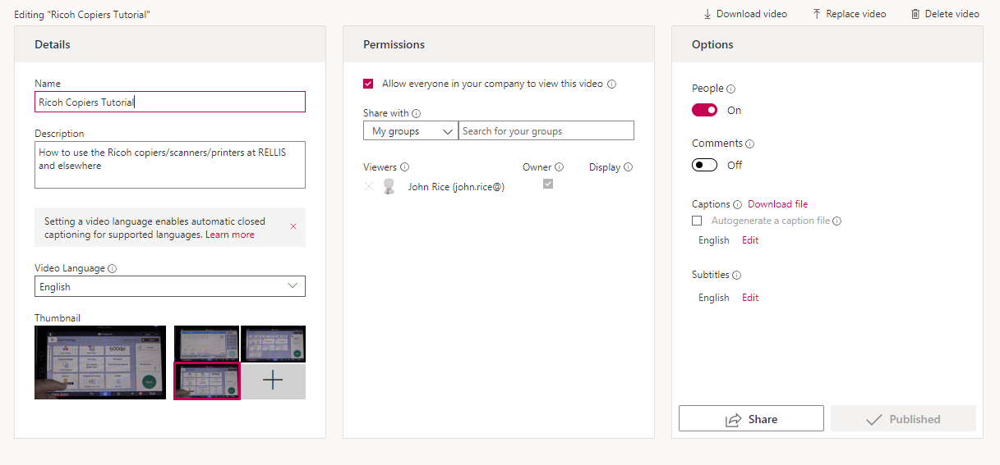 Editing "Ricoh Copiers Tutorial"
Download video
Replace video
Delete video
Details
Name
Ricoh Copiers Tutorial
Description
How to use the Ricoh copiers/scanners/printers at RELLIS
and elsewhere
Setting a video language enables automatic closed
captioning for supported languages. Learn more
Video Language
English
Thumbnail
600dpi
Permissions
Allow everyone in your company to view this video
Share with
My groups
Search for your groups
Viewers
Owner
Display
John Rice (john.rice@)
Options
People
On
Comments
Off
Captions
Download file
Autogenerate a caption file
English
Edit
Subtitles
English
Edit
Share
Published